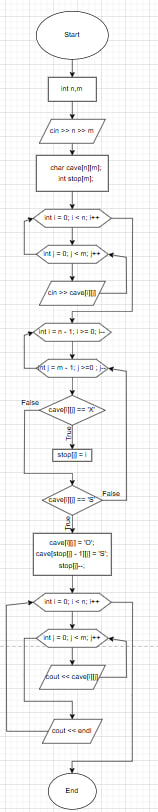 Start
int n,m
cin >> n >> m
char cave[n][m];
int stop[m];
int i = 0; i < n; i++
int j = 0; j < m; j++
cin >> cave[i][j]
int i = n - 1; i >= 0; i--
int j = m - 1; j >=0 ; j--
False
cave[i][j] == 'X'
True
stop[j] = i
cave[i][j] == 'S'
False
True
cave[i][j] = 'O';
cave[stop[j] - 1][j] = 'S';
stop[j]--;
int i = 0; i < n; i++
int j = 0; j < m; j++
cout << cave[i][j]
cout << endl
End